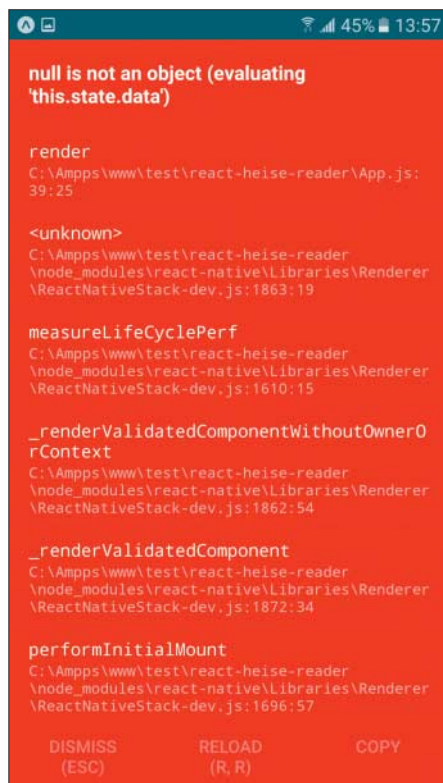 45% 13:57
null is not an object (evaluating
'this.state.data')
render
C:\Ampps\www\test\react-heise-reader\App.js:
39:25
<unknown>
C:\Ampps\www\test\react-heise-reader
\node_modules\react-native\Libraries\Renderer
\ReactNativeStack-dev.js:1863:19
measureLifeCyclePerf
C:\Ampps\www\test\react-heise-reader
\node_modules\react-native\Libraries\Renderer
\ReactNativeStack-dev.js:1610:15
_renderValidatedComponentWithoutOwnerO
rContext
C:\Ampps\www\test\react-heise-reader
\node_modules\react-native\Libraries\Renderer
\ReactNativeStack-dev.js:1862:54
_renderValidatedComponent
C:\Ampps\www\test\react-heise-reader
\node_modules\react-native\Libraries\Renderer
\ReactNativeStack-dev.js:1872:34
performInitialMount
C:\Ampps\www\test\react-heise-reader
\node_modules\react-native\Libraries\Renderer
\ReactNativeStack-dev.js:1696:57
DISMISS RELOAD COPY
(ESC) (R, R)